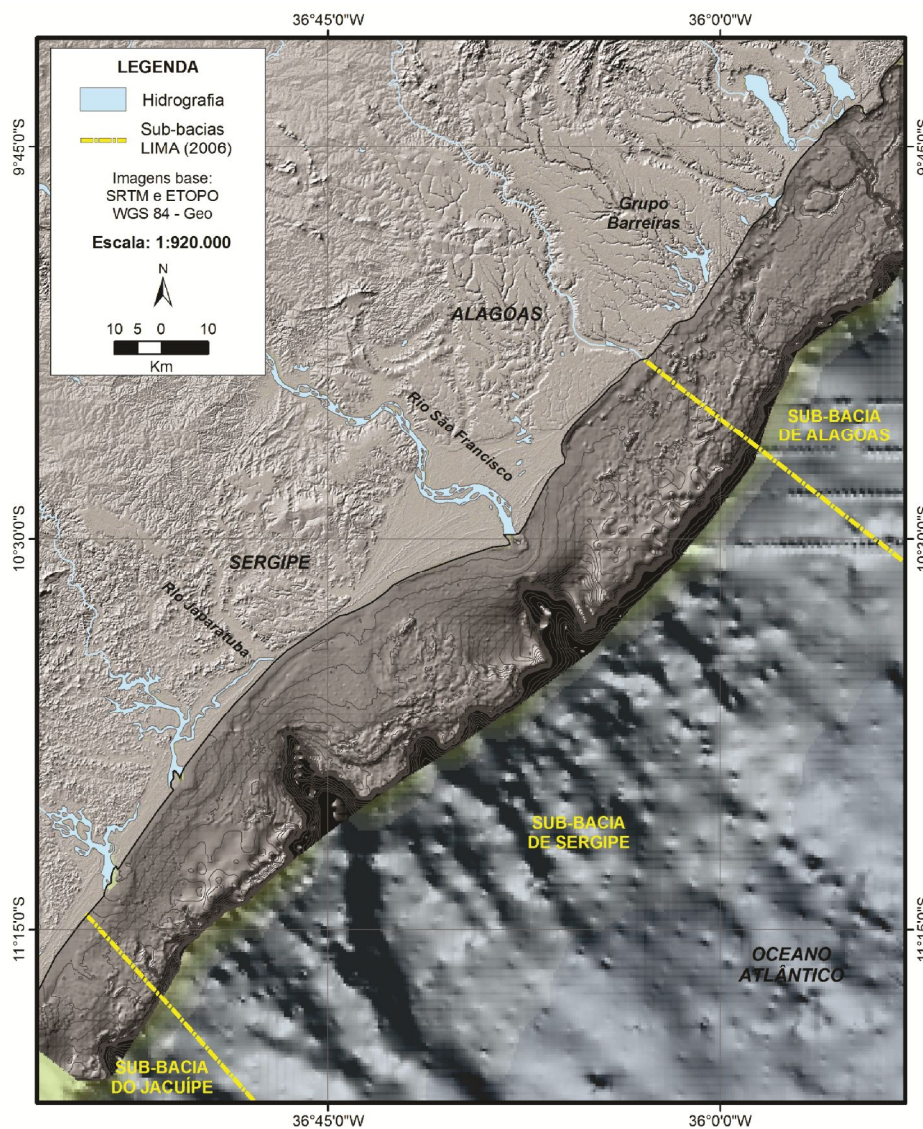 36°45'0"W
36°0'0"W
LEGENDA
Hidrografia
Sub-bacias
LIMA (2006)
Imagens base:
SRTM e ETOPO
WGS 84 - Geo
Escala: 1:920.000
N
10 5 0 10
Km
9°45'0"S
9°45'0"S
Grupo
Barreiras
ALAGOAS
Rio São Francisco
SUB-BACIA
DE ALAGOAS
10°30'0"S
10°30'0"S
SERGIPE
Rio Japaratuba
SUB-BACIA
DE SERGIPE
11°15'0"S
11°15'0"S
OCEANO
ATLÂNTICO
SUB-BACIA
DO JACUÍPE
36°45'0"W
36°0'0"W